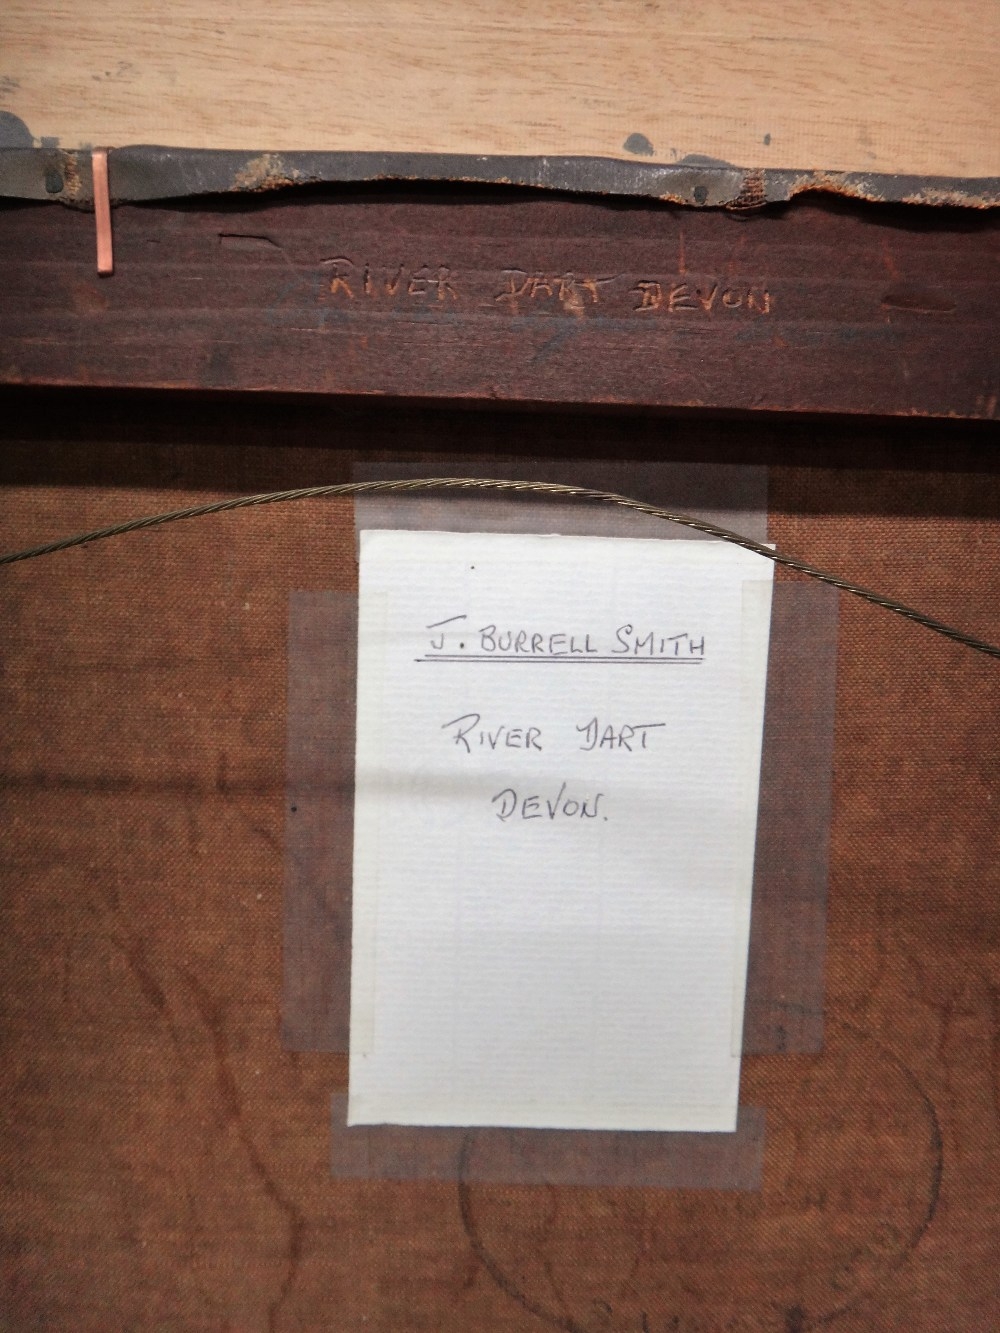 RIVER DART DEVON
J. BURRELL SMITH
RIVER DART
DEVON.